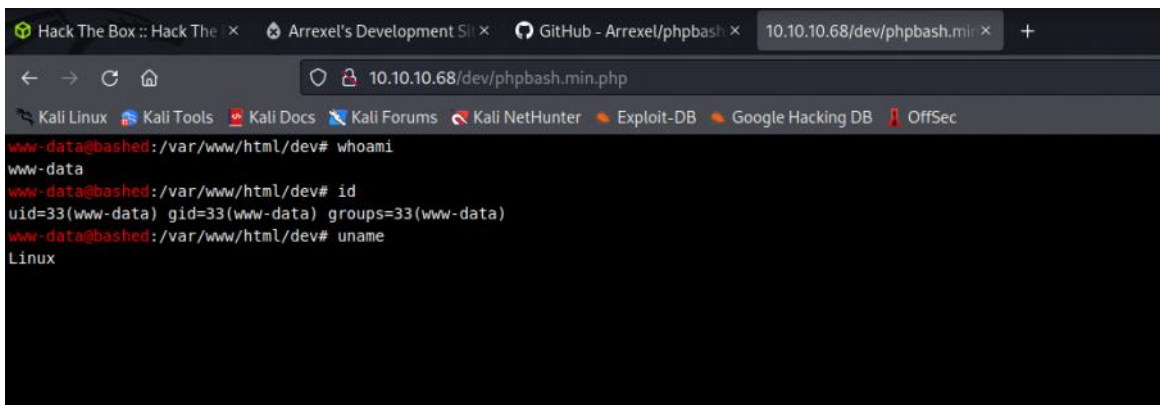 Hack The Box :: Hack The
Arrexel's Development Sit
GitHub - Arrexel/phpbash
10.10.10.68/dev/phpbash.min
10.10.10.68/dev/phpbash.min.php
Kali Linux Kali Tools Kali Docs Kali Forums Kali NetHunter Exploit-DB Google Hacking DB OffSec
www-data@bashed:/var/www/html/dev# whoami
www-data
www-data@bashed:/var/www/html/dev# id
uid=33(www-data) gid=33(www-data) groups=33(www-data)
www-data@bashed:/var/www/html/dev# uname
Linux